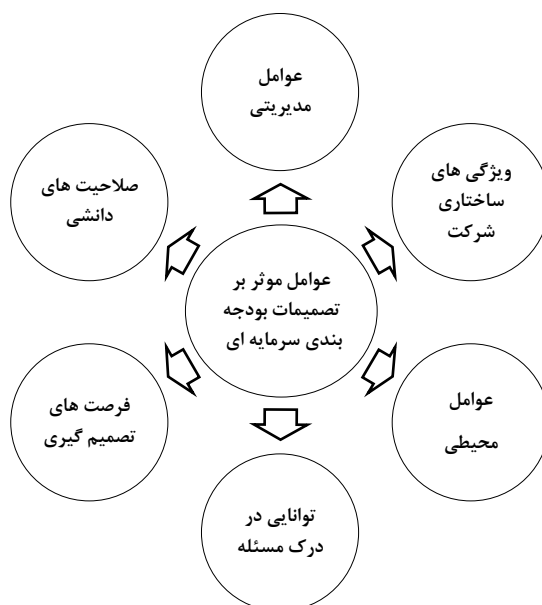 عوامل
مدیریتی
ویژگی های
ساختاری
شرکت
صلاحیت های
دانشی
عوامل موثر بر
تصمیمات بودجه
بندی سرمایه ای
عوامل
محیطی
فرصت های
تصمیم گیری
توانایی در
درک مسئله